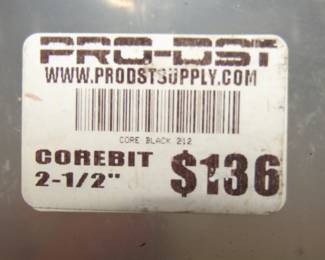 PRO-DST
WWW.PRODSTSUPPLY.COM
CORE BLACK 212
COREBIT
2-1/2" $136